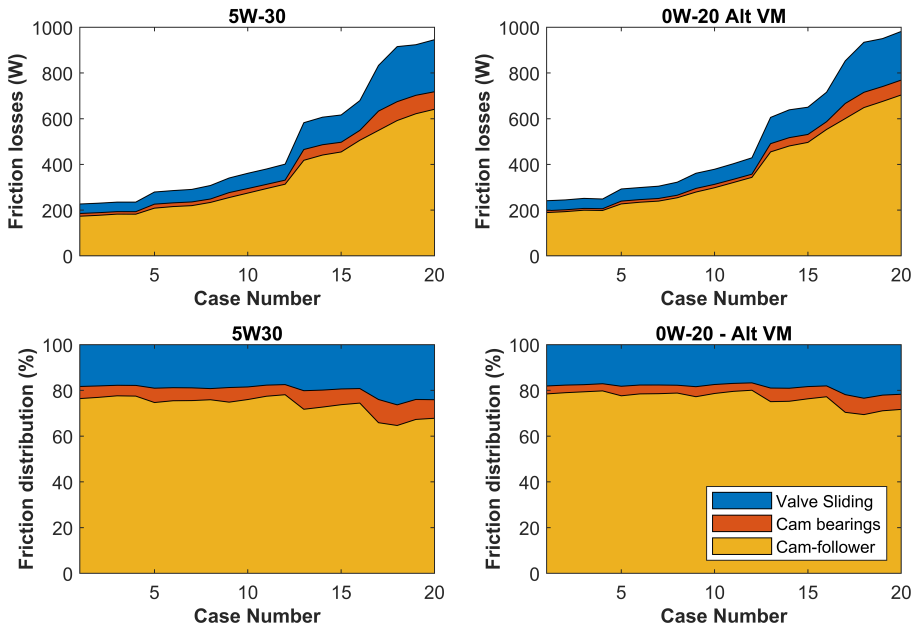 5W-30
Friction losses (W)
1000
800
600
400
200
0
5
10
15
20
Case Number
0W-20 Alt VM
Friction losses (W)
1000
800
600
400
200
0
5
10
15
20
Case Number
5W30
Friction distribution (%)
100
80
60
40
20
0
5
10
15
20
Case Number
0W-20 - Alt VM
Friction distribution (%)
100
80
60
40
20
0
5
10
15
20
Case Number
Valve Sliding
Cam bearings
Cam-follower